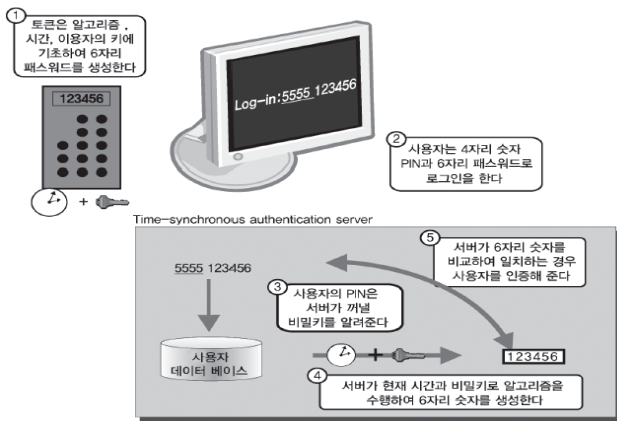 1
토큰은 알고리즘 ,
시간, 이용자의 키에
기초하여 6자리
패스워드를 생성한다
123456
+
Log-in:5555 123456
2
사용자는 4자리 숫자
PIN과 6자리 패스워드로
로그인을 한다
Time-synchronous authentication server
5
서버가 6자리 숫자를
비교하여 일치하는 경우
사용자를 인증해 준다
5555 123456
3
사용자의 PIN은
서버가 꺼낼
비밀키를 알려준다
사용자
데이터 베이스
+
123456
4
서버가 현재 시간과 비밀키로 알고리즘을
수행하여 6자리 숫자를 생성한다